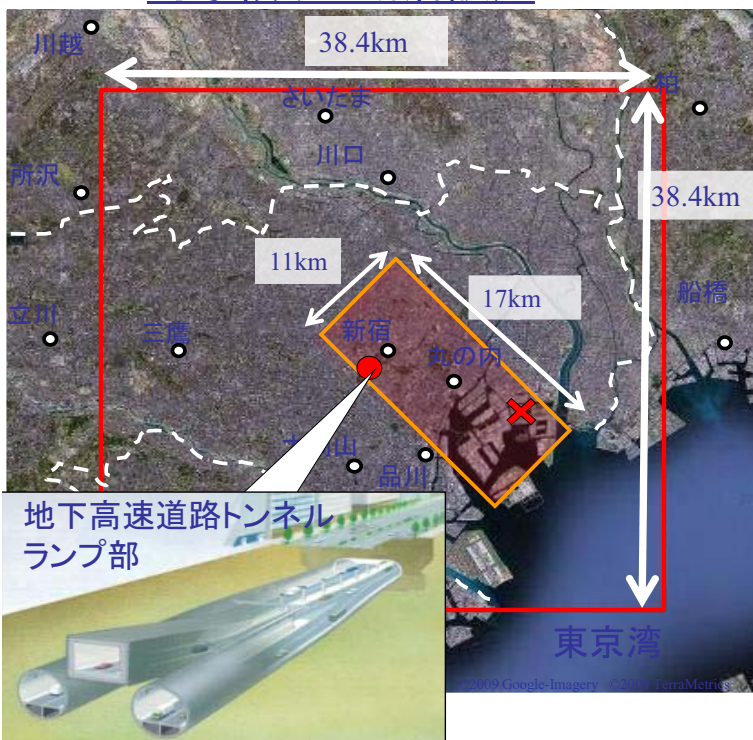 川越
38.4km
さいたま
柏
川口
所沢
38.4km
11km
17km
船橋
立川
三鷹
新宿
丸の内
品川
地下高速道路トンネル
ランプ部
東京湾
©2009 Google-Imagery ©2009 TerraMetrics